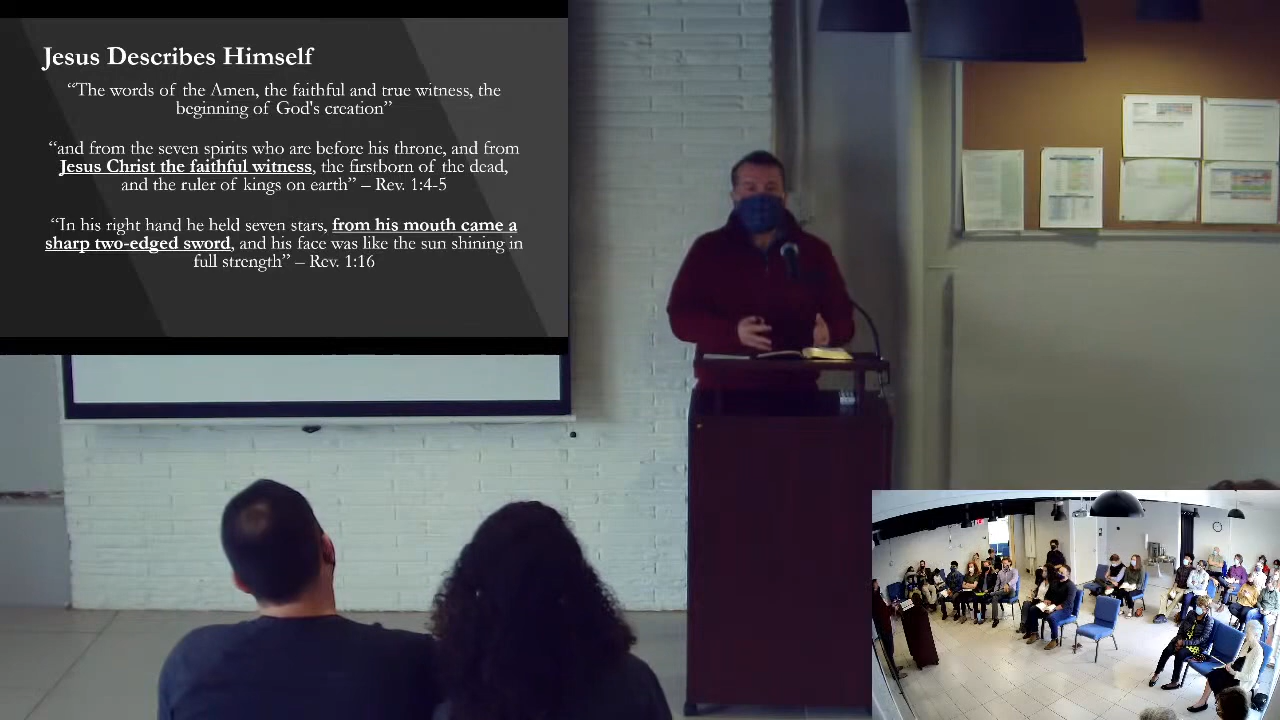 Jesus Describes Himself
“The words of the Amen, the faithful and true witness, the
beginning of God's creation”
“and from the seven spirits who are before his throne, and from
Jesus Christ the faithful witness, the firstborn of the dead,
and the ruler of kings on earth” – Rev. 1:4-5
“In his right hand he held seven stars, from his mouth came a
sharp two-edged sword, and his face was like the sun shining in
full strength” – Rev. 1:16